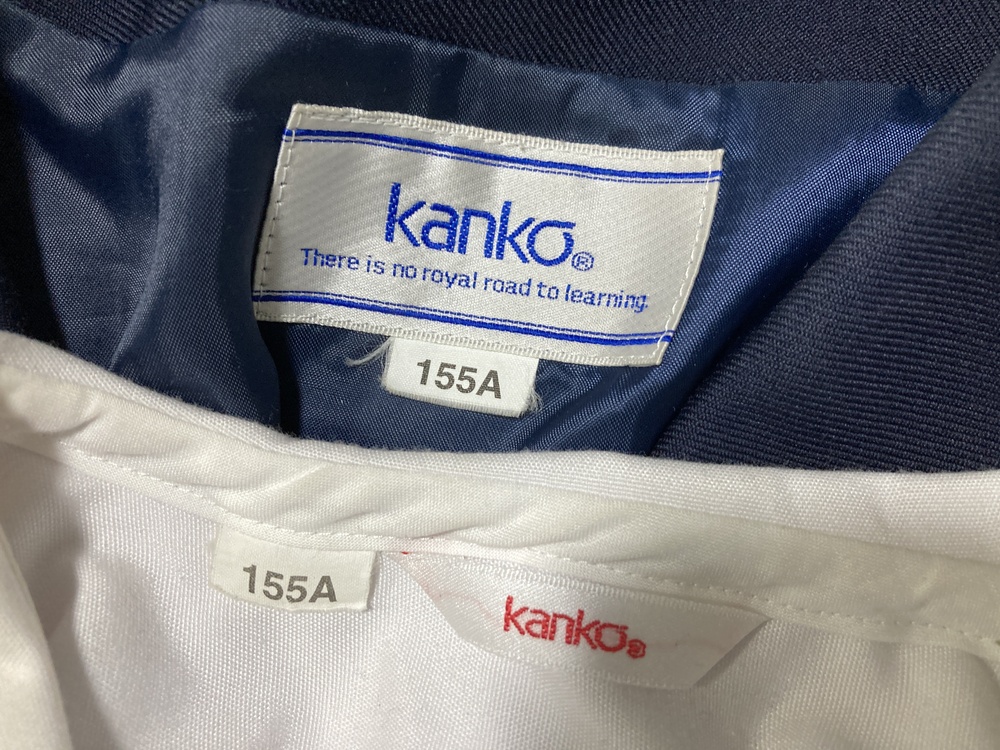 kankō®
There is no royal road to learning.
155A
155A
kankō®